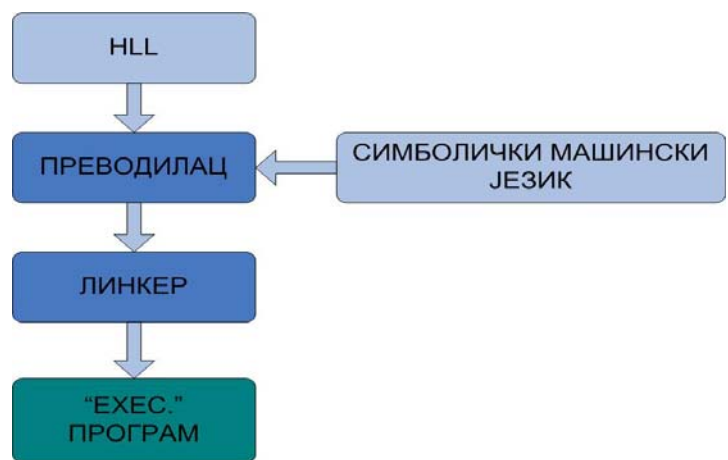 HLL
ПРЕВОДИЛАЦ
СИМБОЛИЧКИ МАШИНСКИ
ЈЕЗИК
ЛИНКЕР
“EXEC.”
ПРОГРАМ